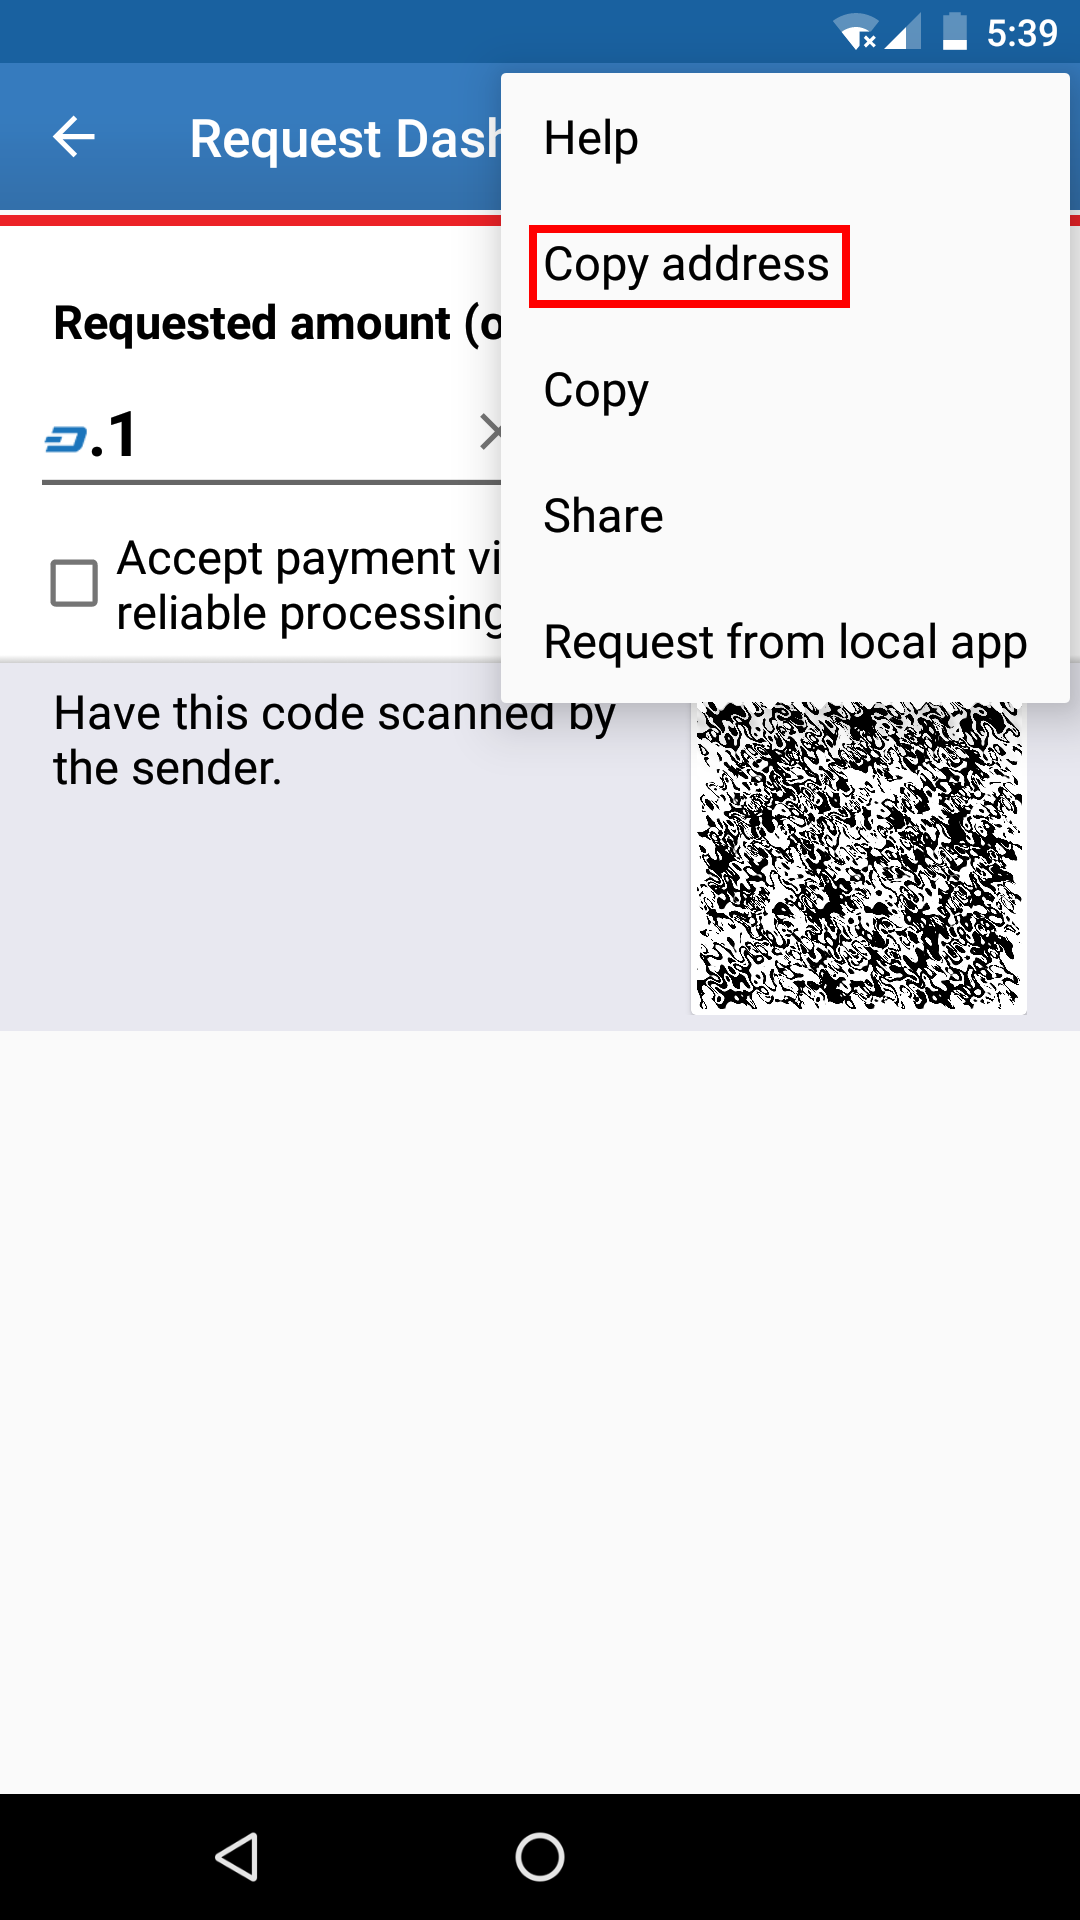 5:39
Request Dash
Help
Copy address
Requested amount (o
Copy
.1
Share
Accept payment vi
reliable processing
Request from local app
Have this code scanned by
the sender.